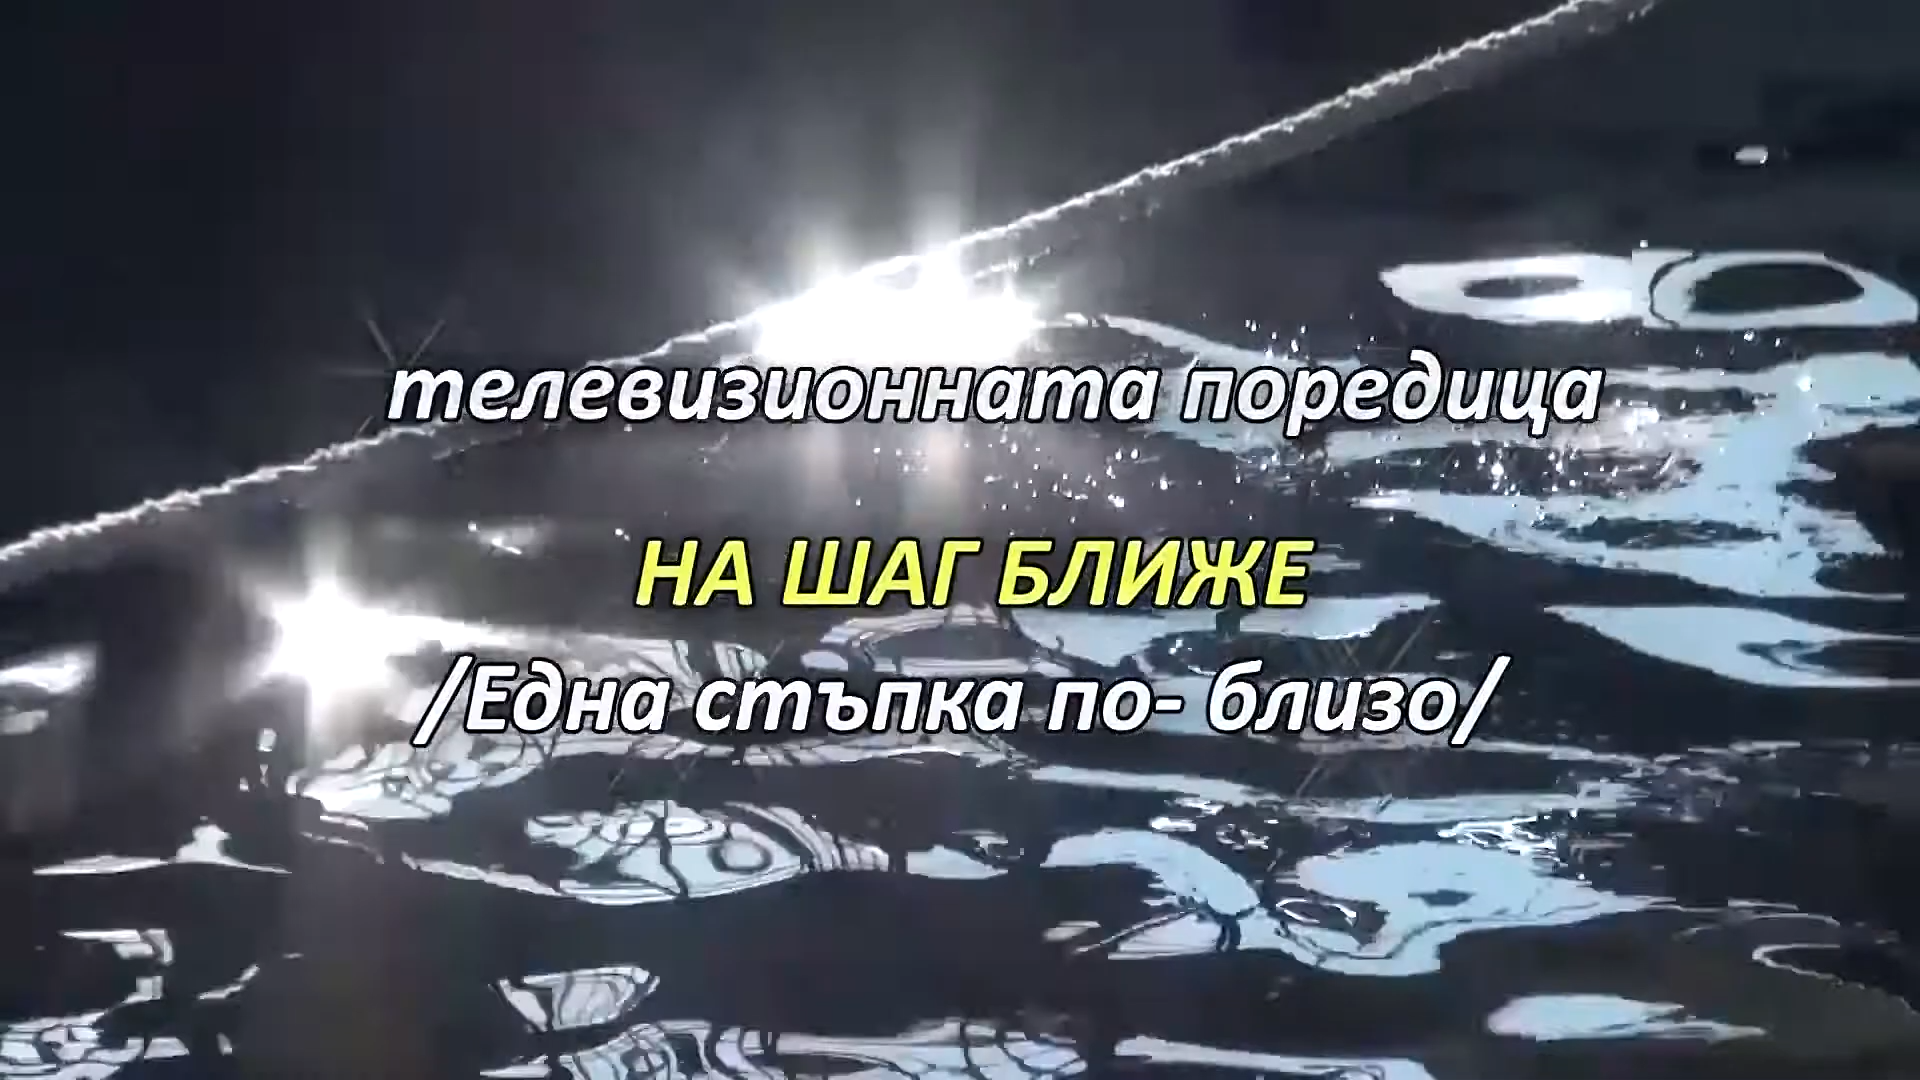 телевизионната поредица
НА ШАГ БЛИЖЕ
/Една стъпка по- близо/